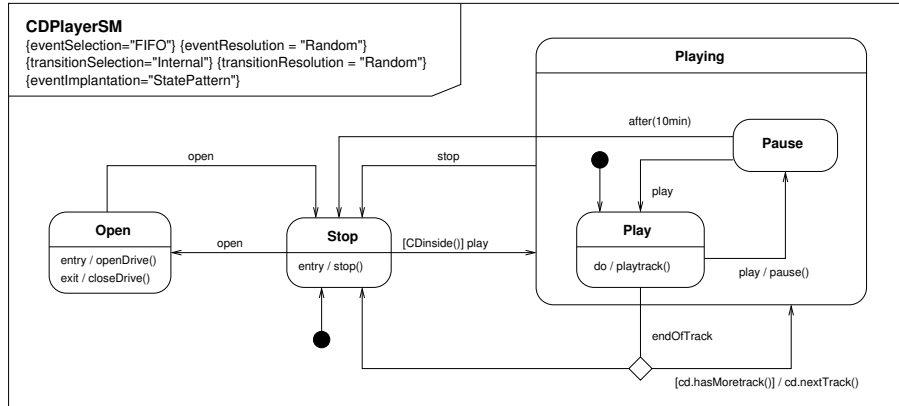 CDPlayerSM
{eventSelection="FIFO"} {eventResolution = "Random"}
{transitionSelection="Internal"} {transitionResolution = "Random"}
{eventImplantation="StatePattern"}
Playing
after(10min)
Pause
open
stop
play
Open
entry / openDrive()
exit / closeDrive()
open
Stop
entry / stop()
[CDinside()] play
Play
do / playtrack()
play / pause()
endOfTrack
[cd.hasMoretrack()] / cd.nextTrack()